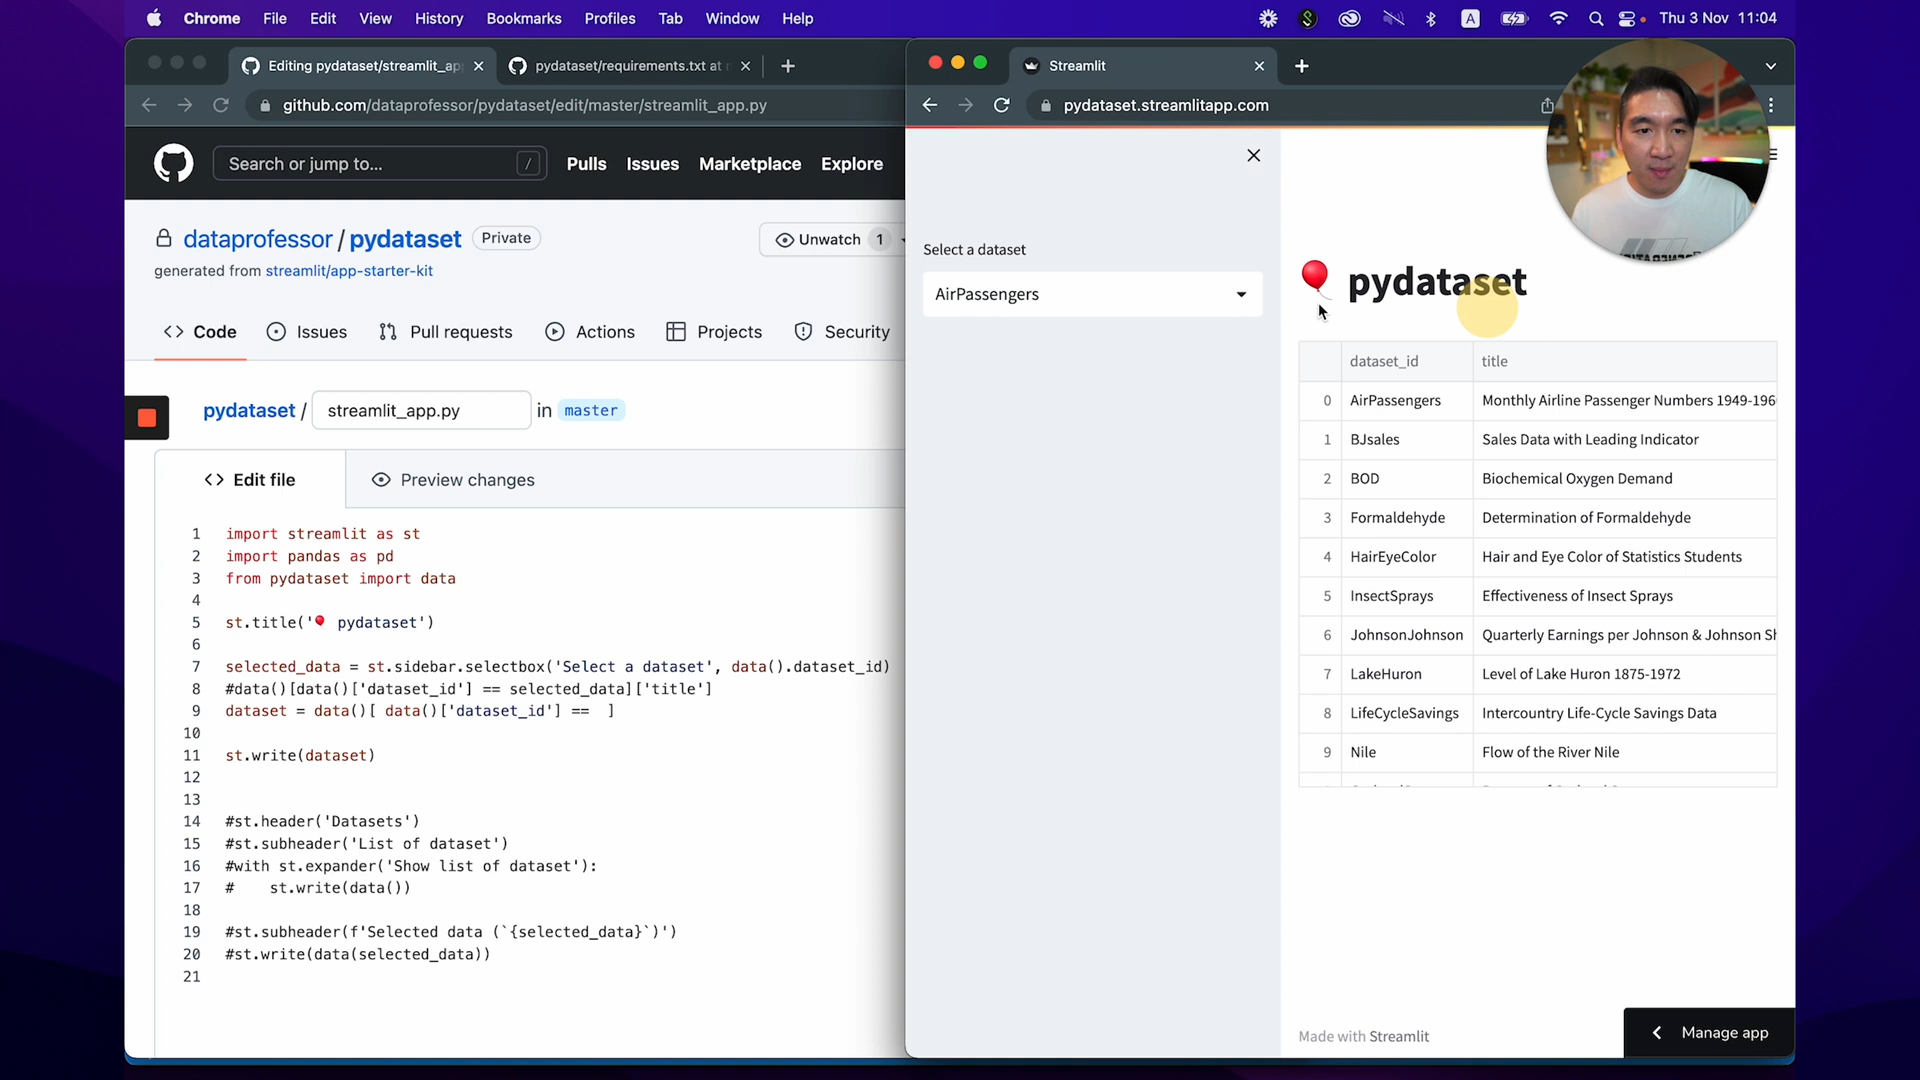 Chrome File Edit View History Bookmarks Profiles Tab Window Help
A
Thu 3 Nov 11:04
Editing pydataset/streamlit_ap
pydataset/requirements.txt at
github.com/dataprofessor/pydataset/edit/master/streamlit_app.py
Search or jump to... /
Pulls Issues Marketplace Explore
dataprofessor / pydataset Private
Unwatch 1
generated from streamlit/app-starter-kit
Code Issues Pull requests Actions Projects Security
pydataset / streamlit_app.py in master
Edit file Preview changes
1 import streamlit as st
2 import pandas as pd
3 from pydataset import data
4
5 st.title('🎈 pydataset')
6
7 selected_data = st.sidebar.selectbox('Select a dataset', data().dataset_id)
8 #data()[data()['dataset_id'] == selected_data]['title']
9 dataset = data()[ data()['dataset_id'] ==  ]
10
11 st.write(dataset)
12
13
14 #st.header('Datasets')
15 #st.subheader('List of dataset')
16 #with st.expander('Show list of dataset'):
17 #    st.write(data())
18
19 #st.subheader(f'Selected data (`{selected_data}`)')
20 #st.write(data(selected_data))
21
Streamlit
pydataset.streamlitapp.com
Select a dataset
AirPassengers
🎈 pydataset
dataset_id title
0 AirPassengers Monthly Airline Passenger Numbers 1949-196
1 BJsales Sales Data with Leading Indicator
2 BOD Biochemical Oxygen Demand
3 Formaldehyde Determination of Formaldehyde
4 HairEyeColor Hair and Eye Color of Statistics Students
5 InsectSprays Effectiveness of Insect Sprays
6 JohnsonJohnson Quarterly Earnings per Johnson & Johnson Sh
7 LakeHuron Level of Lake Huron 1875-1972
8 LifeCycleSavings Intercountry Life-Cycle Savings Data
9 Nile Flow of the River Nile
Made with Streamlit
Manage app